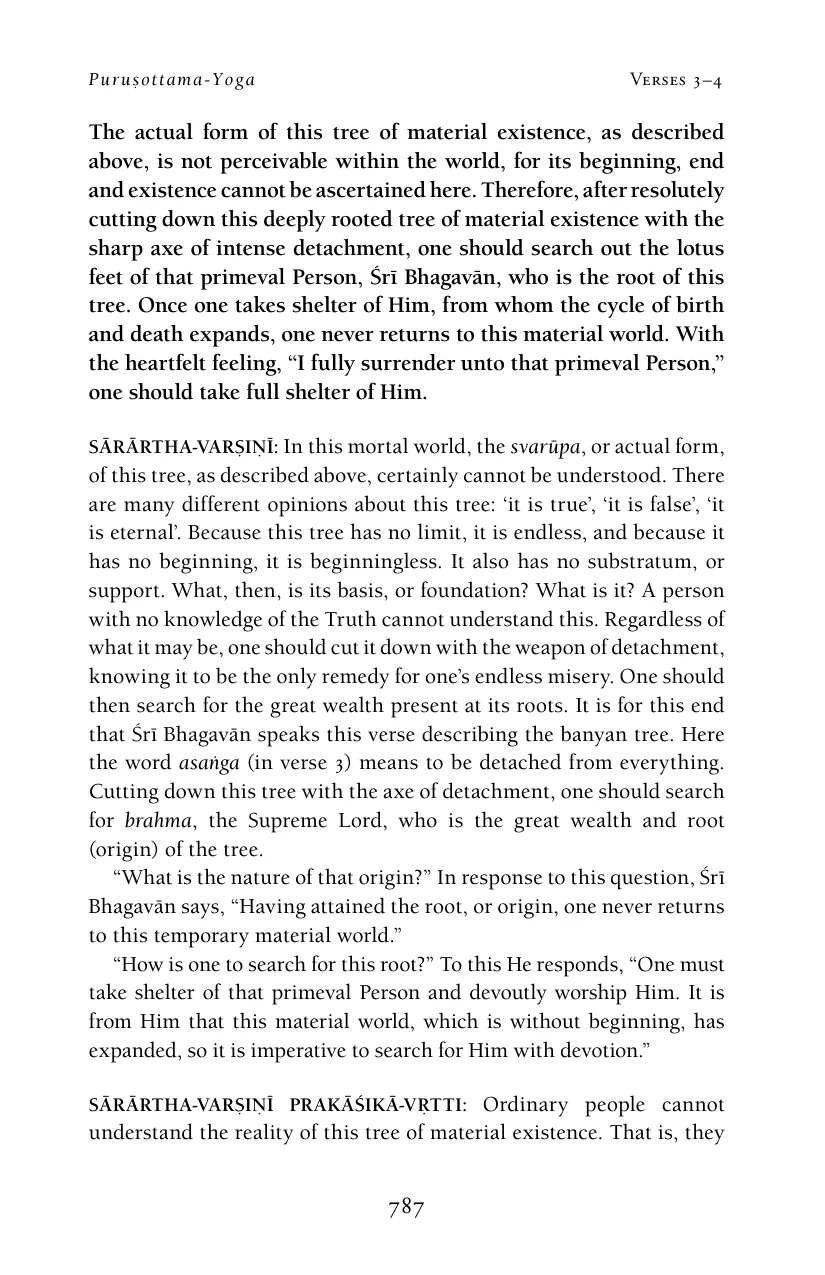 Puruṣottama-Yoga
Verses 3–4
The actual form of this tree of material existence, as described
above, is not perceivable within the world, for its beginning, end
and existence cannot be ascertained here. Therefore, after resolutely
cutting down this deeply rooted tree of material existence with the
sharp axe of intense detachment, one should search out the lotus
feet of that primeval Person, Śrī Bhagavān, who is the root of this
tree. Once one takes shelter of Him, from whom the cycle of birth
and death expands, one never returns to this material world. With
the heartfelt feeling, “I fully surrender unto that primeval Person,”
one should take full shelter of Him.
SĀRĀRTHA-VARṢIṆĪ: In this mortal world, the svarūpa, or actual form,
of this tree, as described above, certainly cannot be understood. There
are many different opinions about this tree: ‘it is true’, ‘it is false’, ‘it
is eternal’. Because this tree has no limit, it is endless, and because it
has no beginning, it is beginningless. It also has no substratum, or
support. What, then, is its basis, or foundation? What is it? A person
with no knowledge of the Truth cannot understand this. Regardless of
what it may be, one should cut it down with the weapon of detachment,
knowing it to be the only remedy for one’s endless misery. One should
then search for the great wealth present at its roots. It is for this end
that Śrī Bhagavān speaks this verse describing the banyan tree. Here
the word asaṅga (in verse 3) means to be detached from everything.
Cutting down this tree with the axe of detachment, one should search
for brahma, the Supreme Lord, who is the great wealth and root
(origin) of the tree.
“What is the nature of that origin?” In response to this question, Śrī
Bhagavān says, “Having attained the root, or origin, one never returns
to this temporary material world.”
“How is one to search for this root?” To this He responds, “One must
take shelter of that primeval Person and devoutly worship Him. It is
from Him that this material world, which is without beginning, has
expanded, so it is imperative to search for Him with devotion.”
SĀRĀRTHA-VARṢIṆĪ PRAKĀŚIKĀ-VṚTTI: Ordinary people cannot
understand the reality of this tree of material existence. That is, they
787